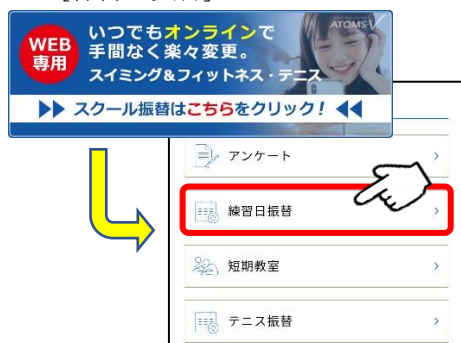 WEB
専用
いつでもオンラインで
手間なく楽々変更。
スイミング&フィットネス・テニス
ATOMS-V
▶▶ スクール振替はこちらをクリック! ◀◀
アンケート
練習日振替
短期教室
テニス振替